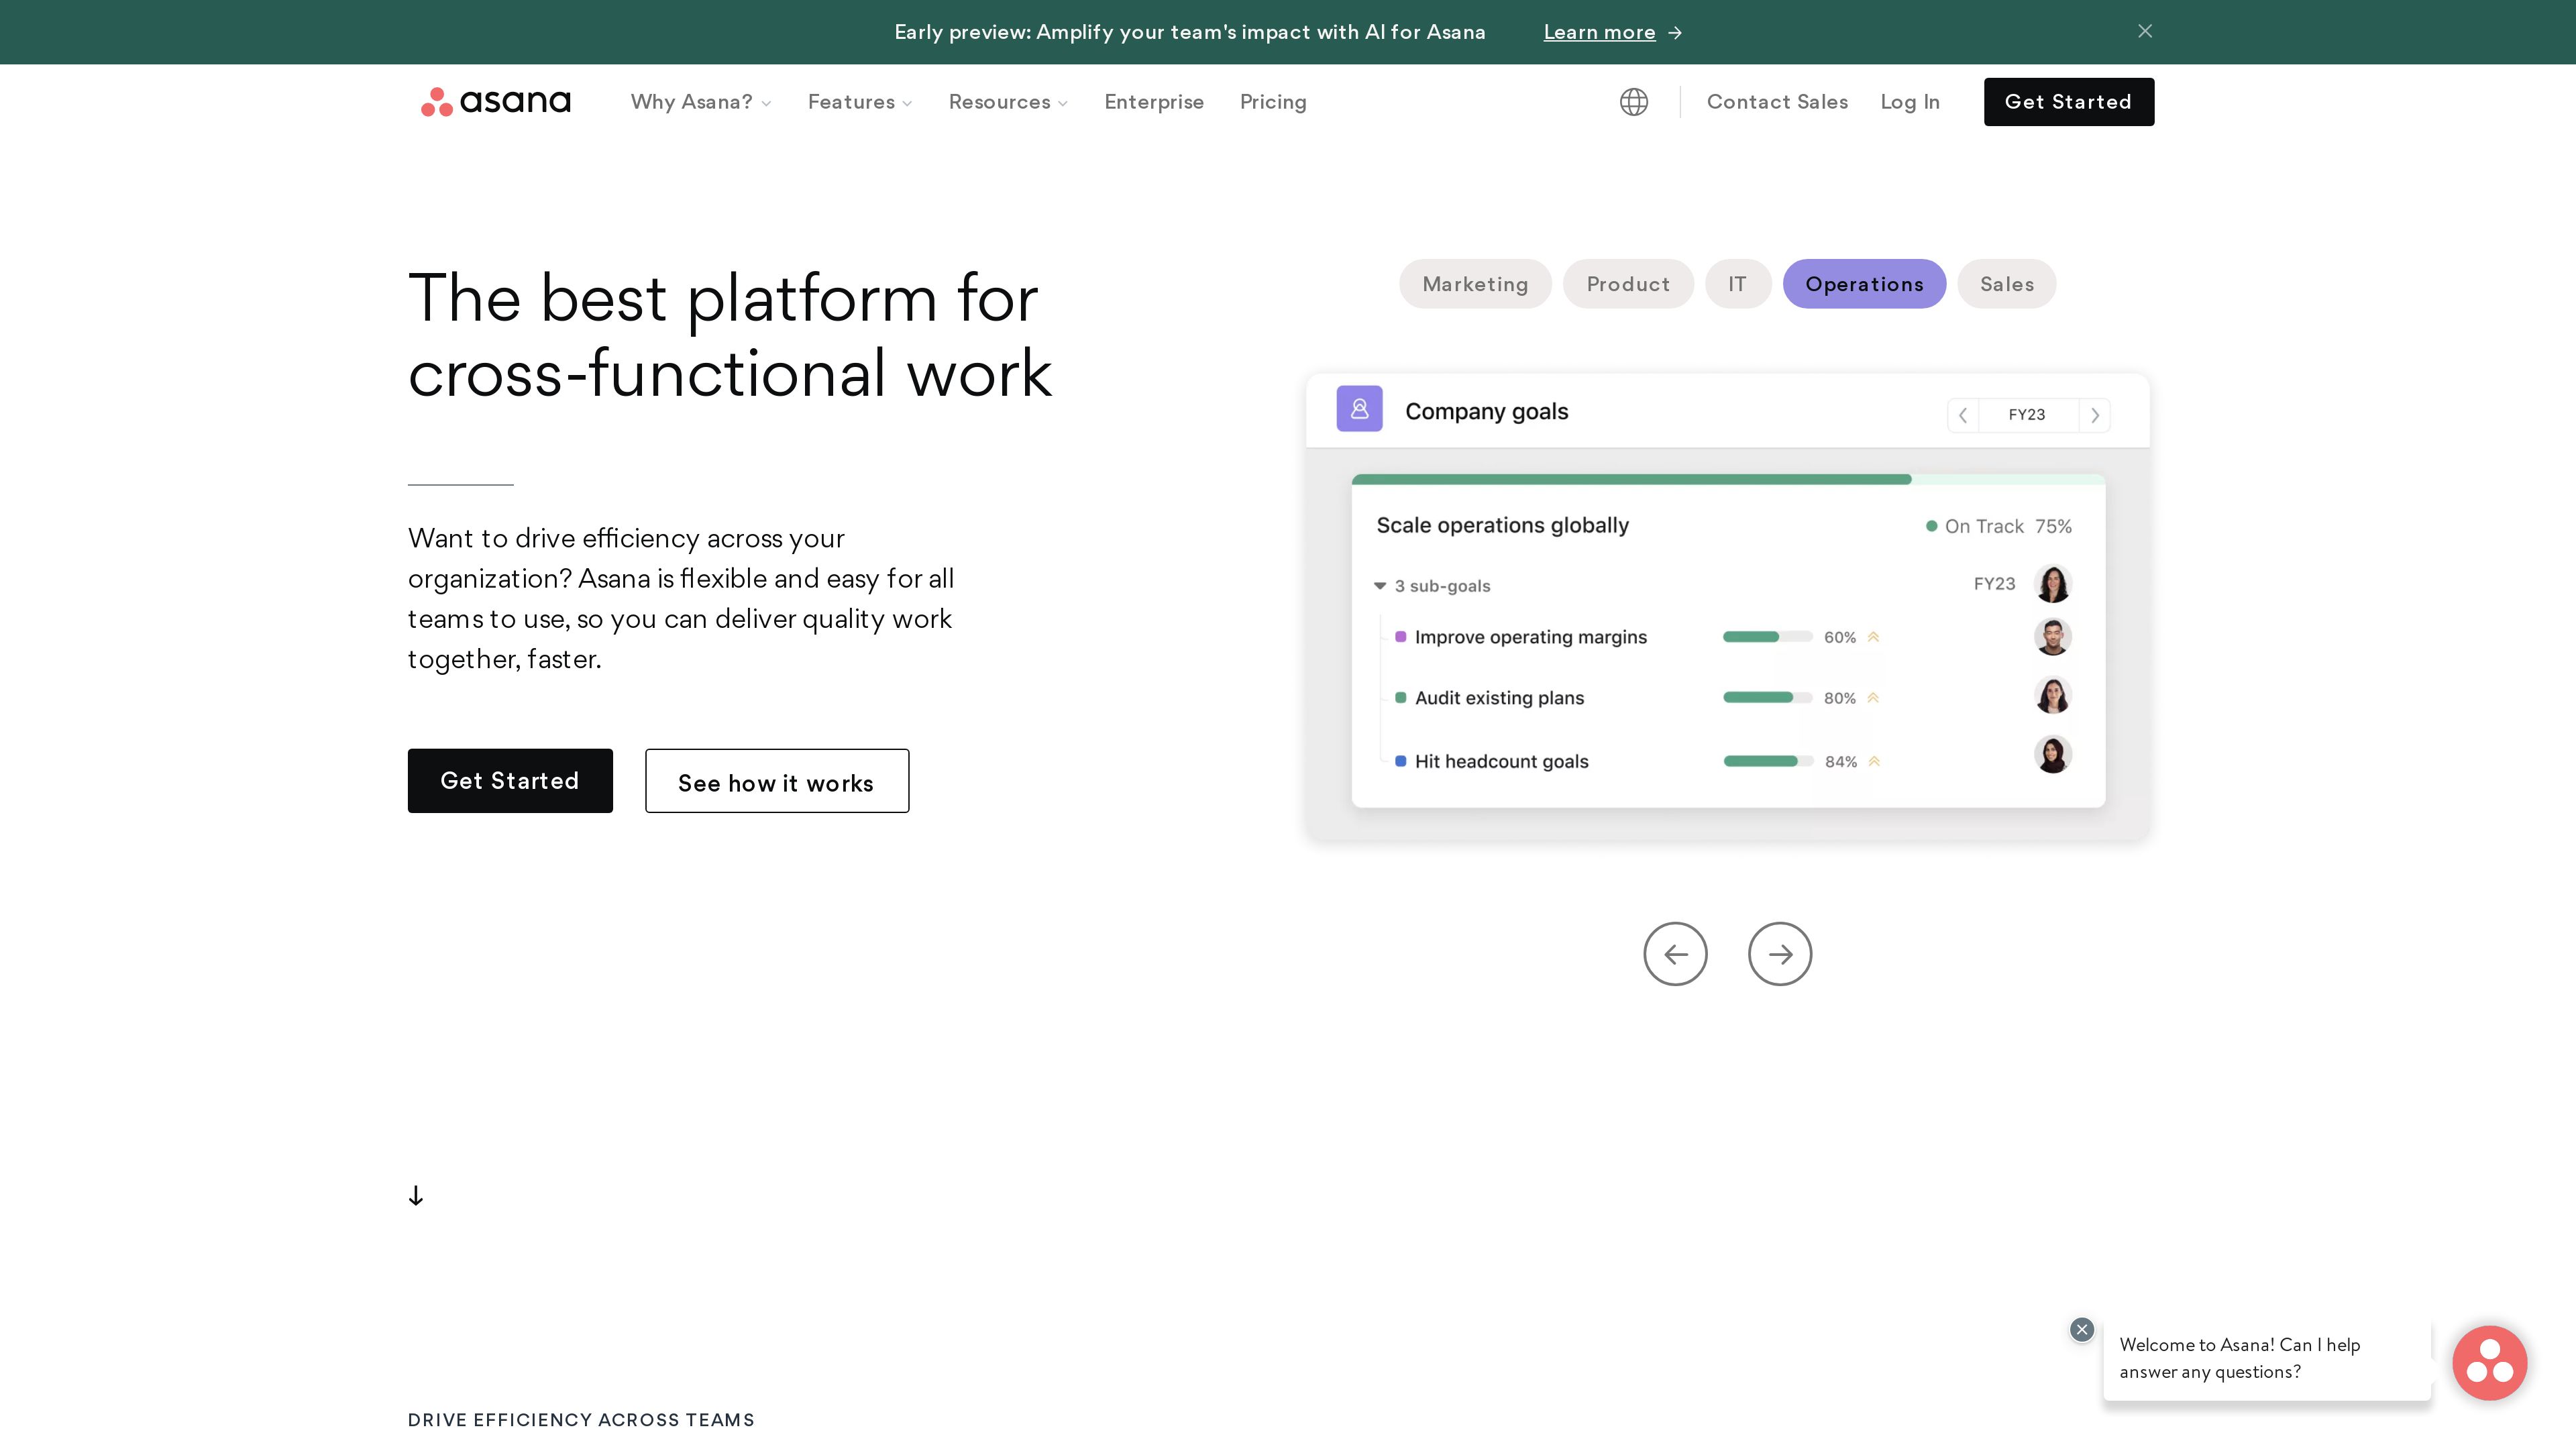 Early preview: Amplify your team's impact with AI for Asana Learn more →
asana Why Asana? Features Resources Enterprise Pricing Contact Sales Log In Get Started
The best platform for
cross-functional work
Want to drive efficiency across your
organization? Asana is flexible and easy for all
teams to use, so you can deliver quality work
together, faster.
Get Started See how it works
Marketing Product IT Operations Sales
Company goals FY23
Scale operations globally On Track 75%
3 sub-goals FY23
Improve operating margins 60%
Audit existing plans 80%
Hit headcount goals 84%
Welcome to Asana! Can I help
answer any questions?
DRIVE EFFICIENCY ACROSS TEAMS